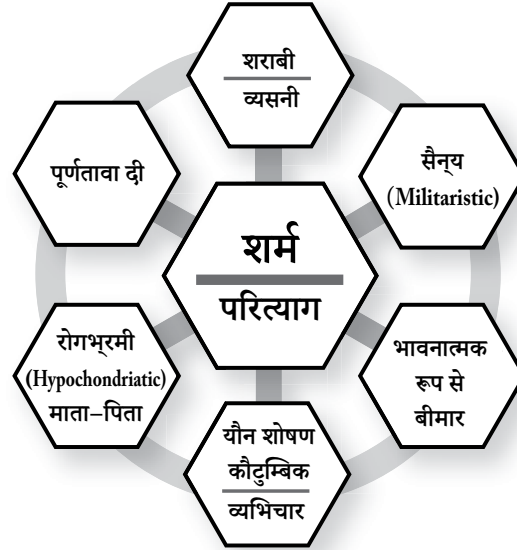 शराबी
व्यसनी
पूर्णतावा दी
सैन्य
(Militaristic)
शर्म
परित्याग
रोगभ्रमी
(Hypochondriatic)
माता–पिता
भावनात्मक
रूप से
बीमार
यौन शोषण
कौटुम्बिक
व्यभिचार